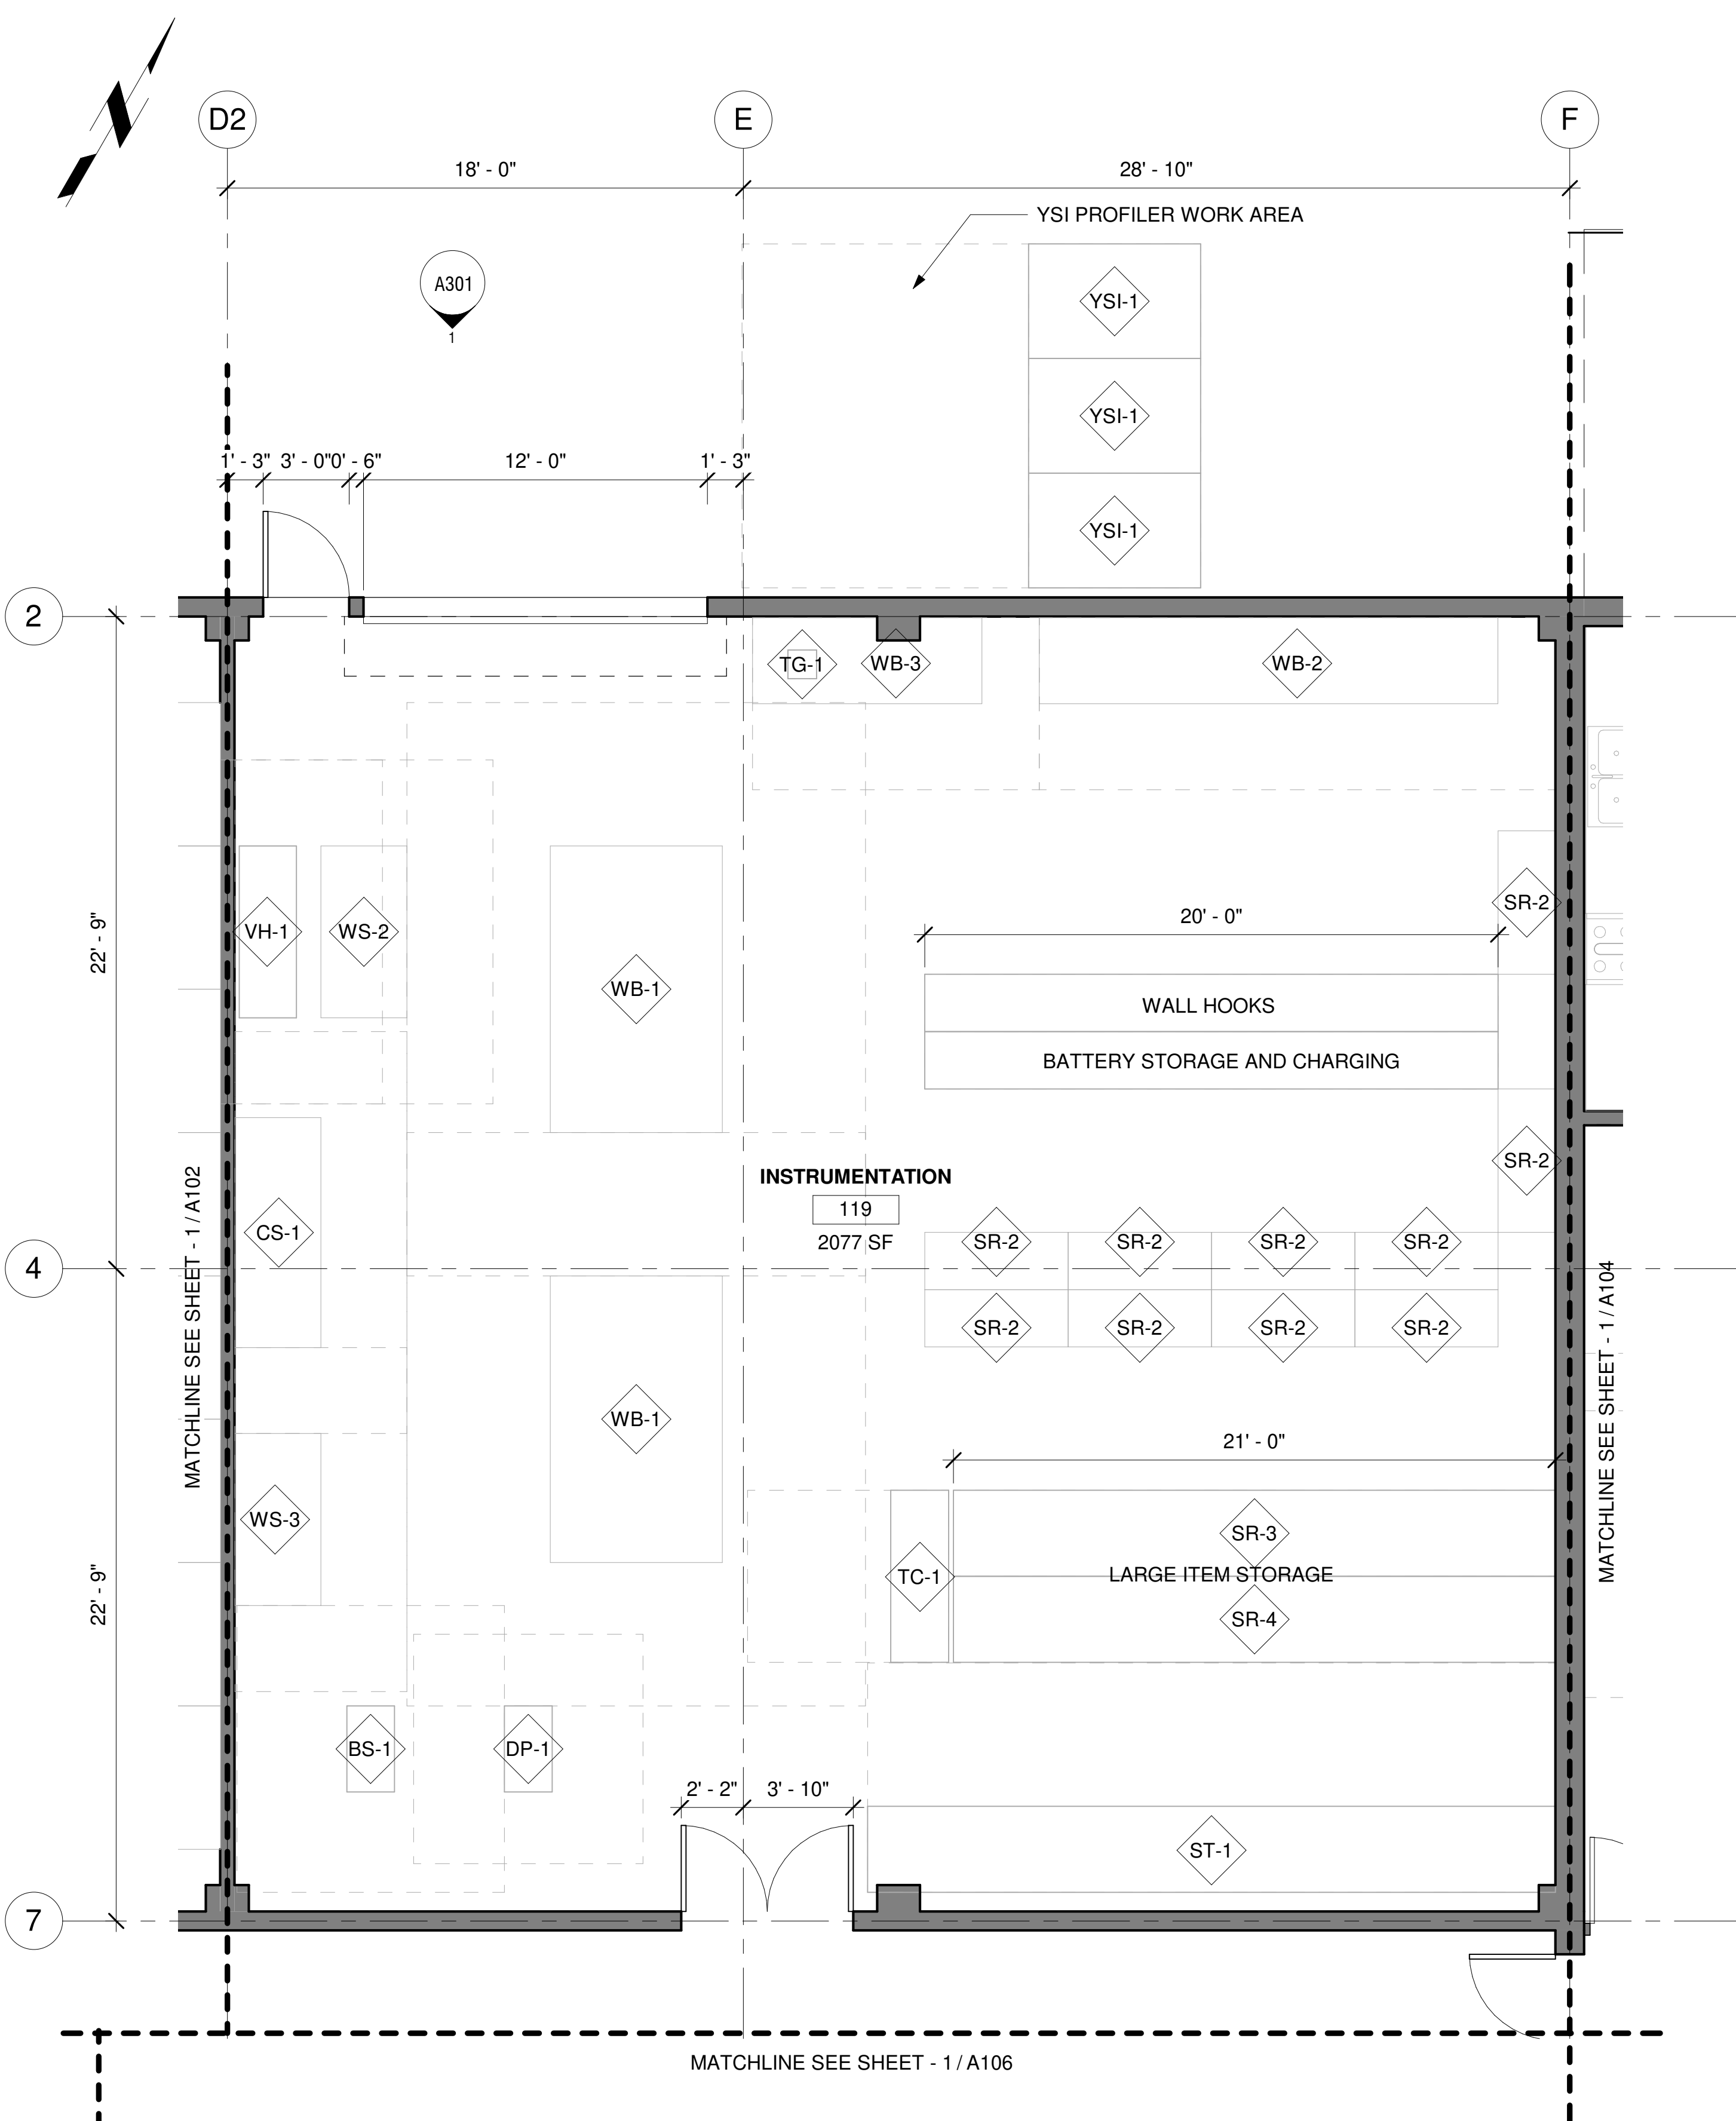 D2
E
F
18' - 0"
28' - 10"
YSI PROFILER WORK AREA
A301
1
YSI-1
YSI-1
YSI-1
1' - 3"
3' - 0"
0' - 6"
12' - 0"
1' - 3"
2
TG-1
WB-3
WB-2
VH-1
WS-2
WB-1
SR-2
20' - 0"
22' - 9"
WALL HOOKS
BATTERY STORAGE AND CHARGING
SR-2
INSTRUMENTATION
119
2077 SF
CS-1
SR-2
SR-2
SR-2
SR-2
4
SR-2
SR-2
SR-2
SR-2
MATCHLINE SEE SHEET - 1 / A102
MATCHLINE SEE SHEET - 1 / A104
WB-1
21' - 0"
WS-3
SR-3
TC-1
LARGE ITEM STORAGE
SR-4
22' - 9"
BS-1
DP-1
2' - 2"
3' - 10"
ST-1
7
MATCHLINE SEE SHEET - 1 / A106